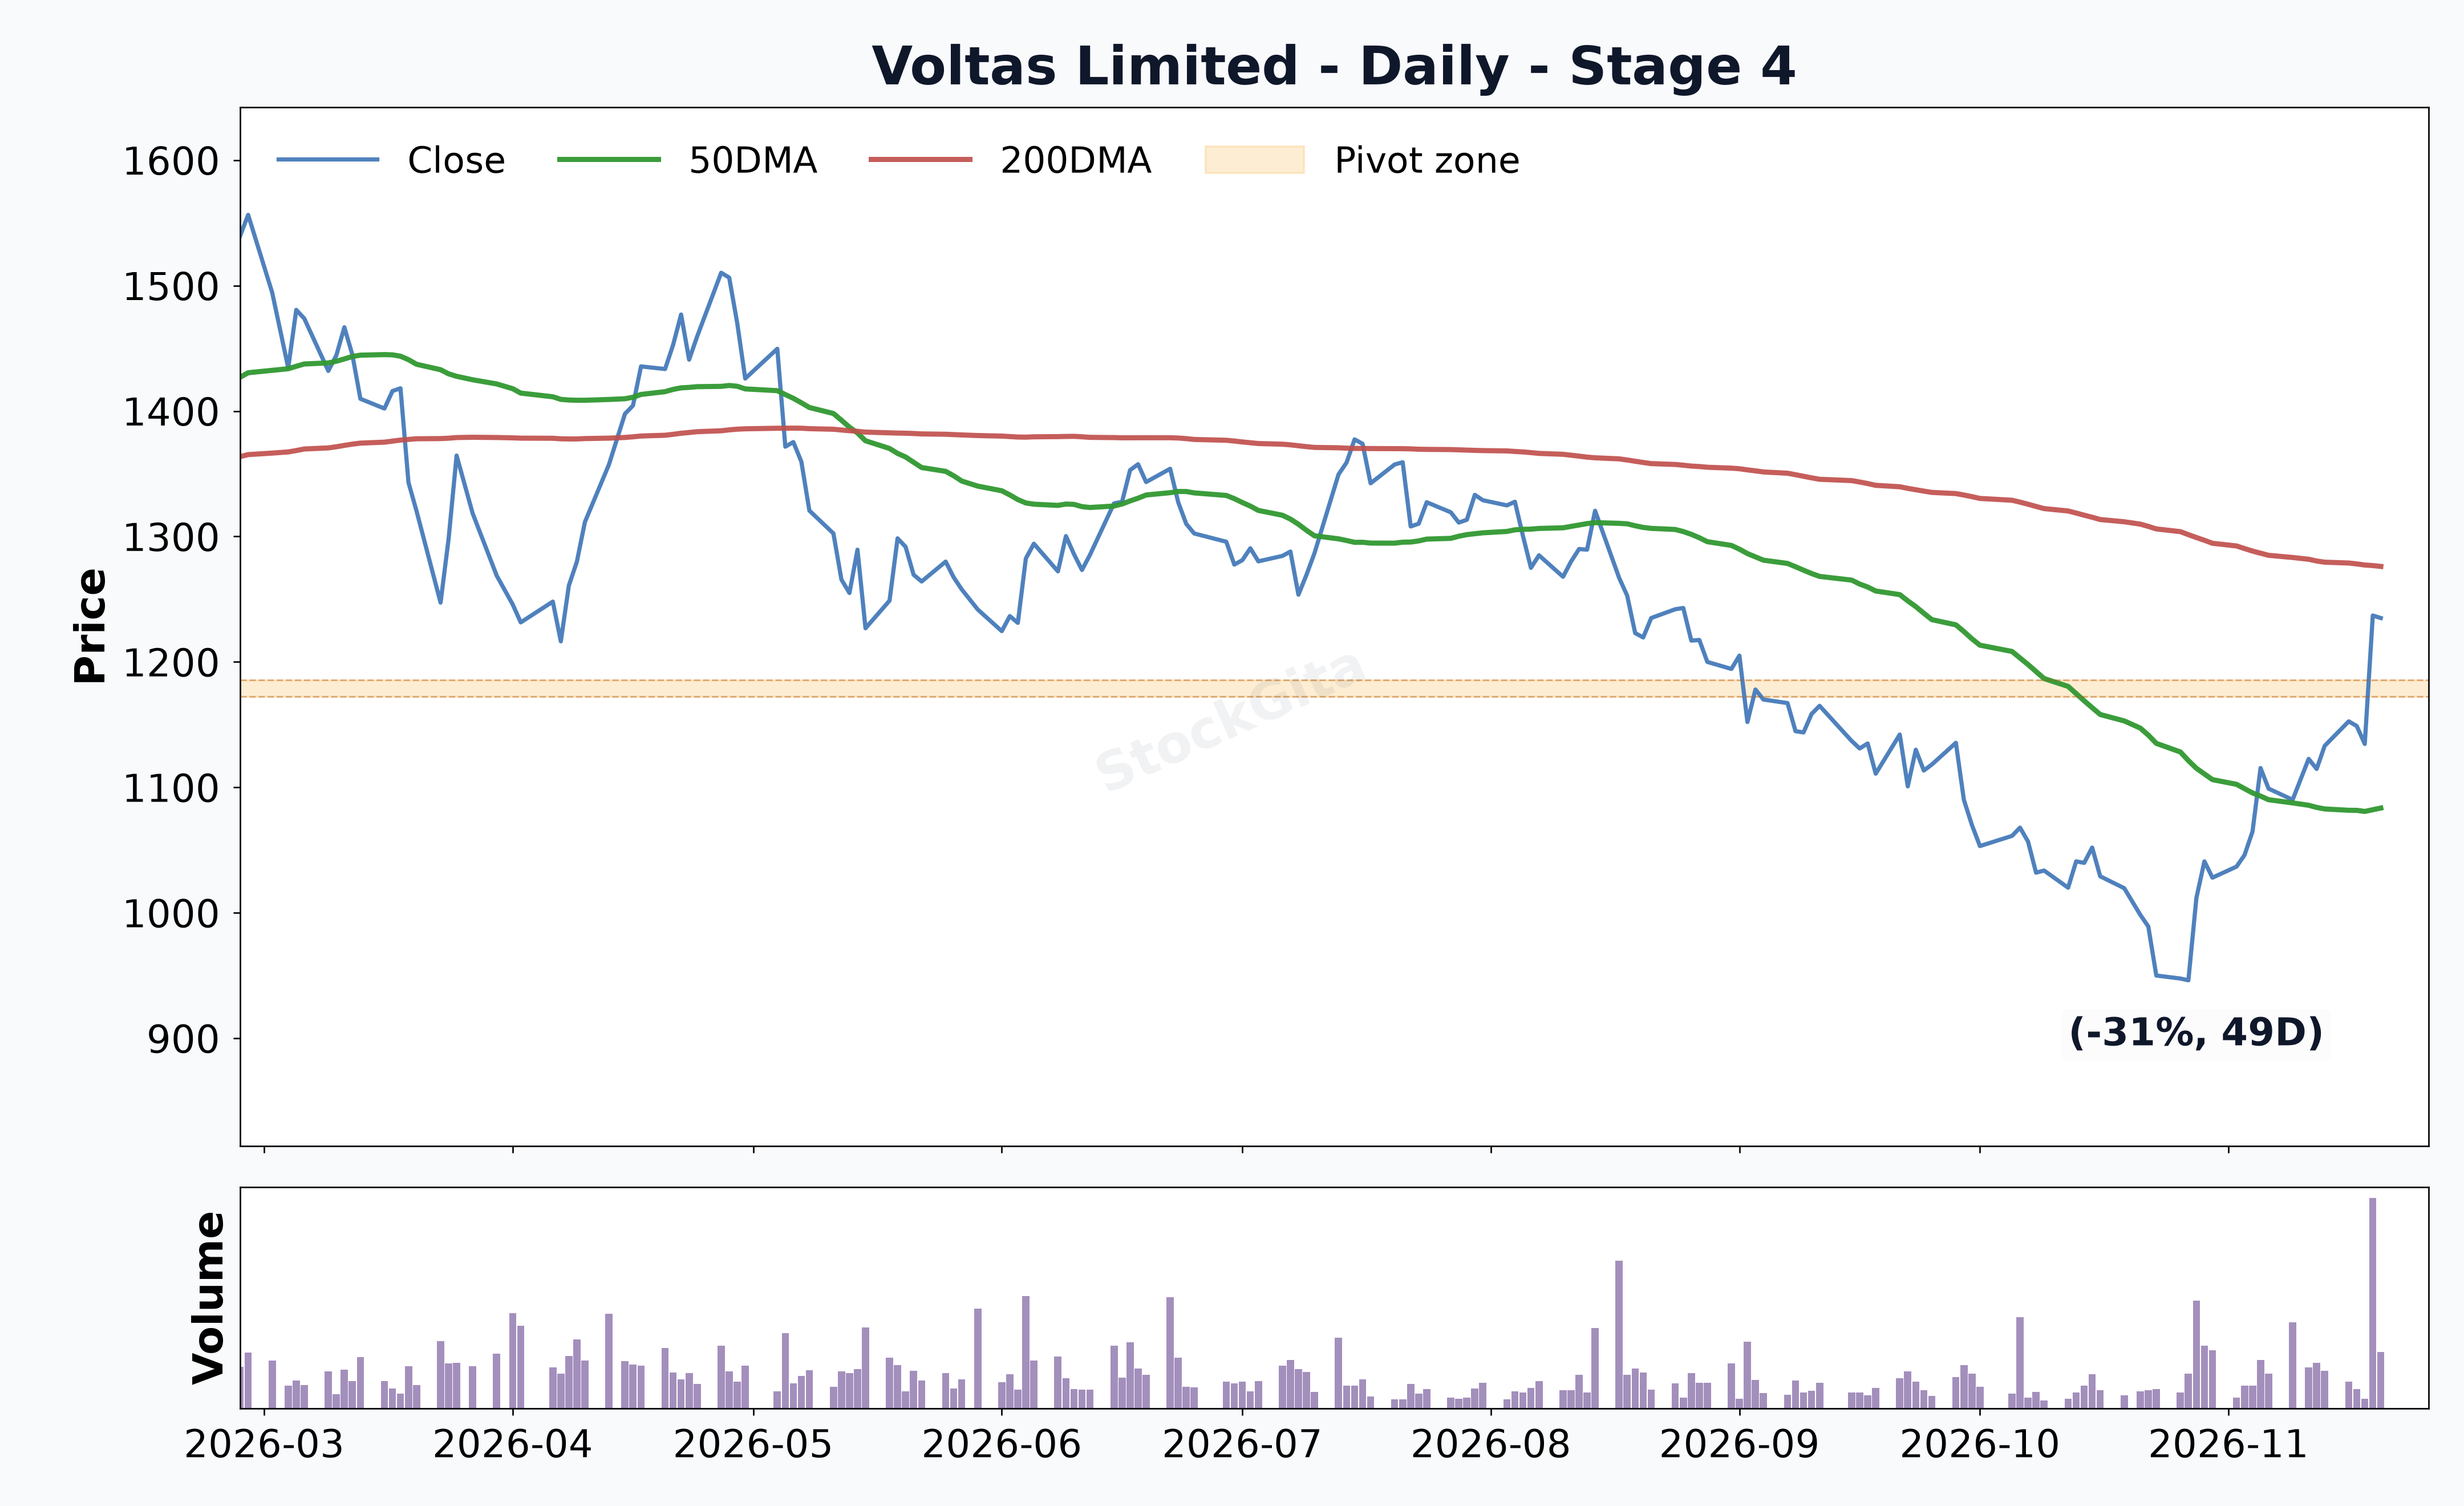 Voltas Limited - Daily - Stage 4
Close 50DMA 200DMA Pivot zone
1600
1500
1400
1300
1200
1100
1000
900
Price
StockGita
(-31%, 49D)
Volume
2026-03 2026-04 2026-05 2026-06 2026-07 2026-08 2026-09 2026-10 2026-11